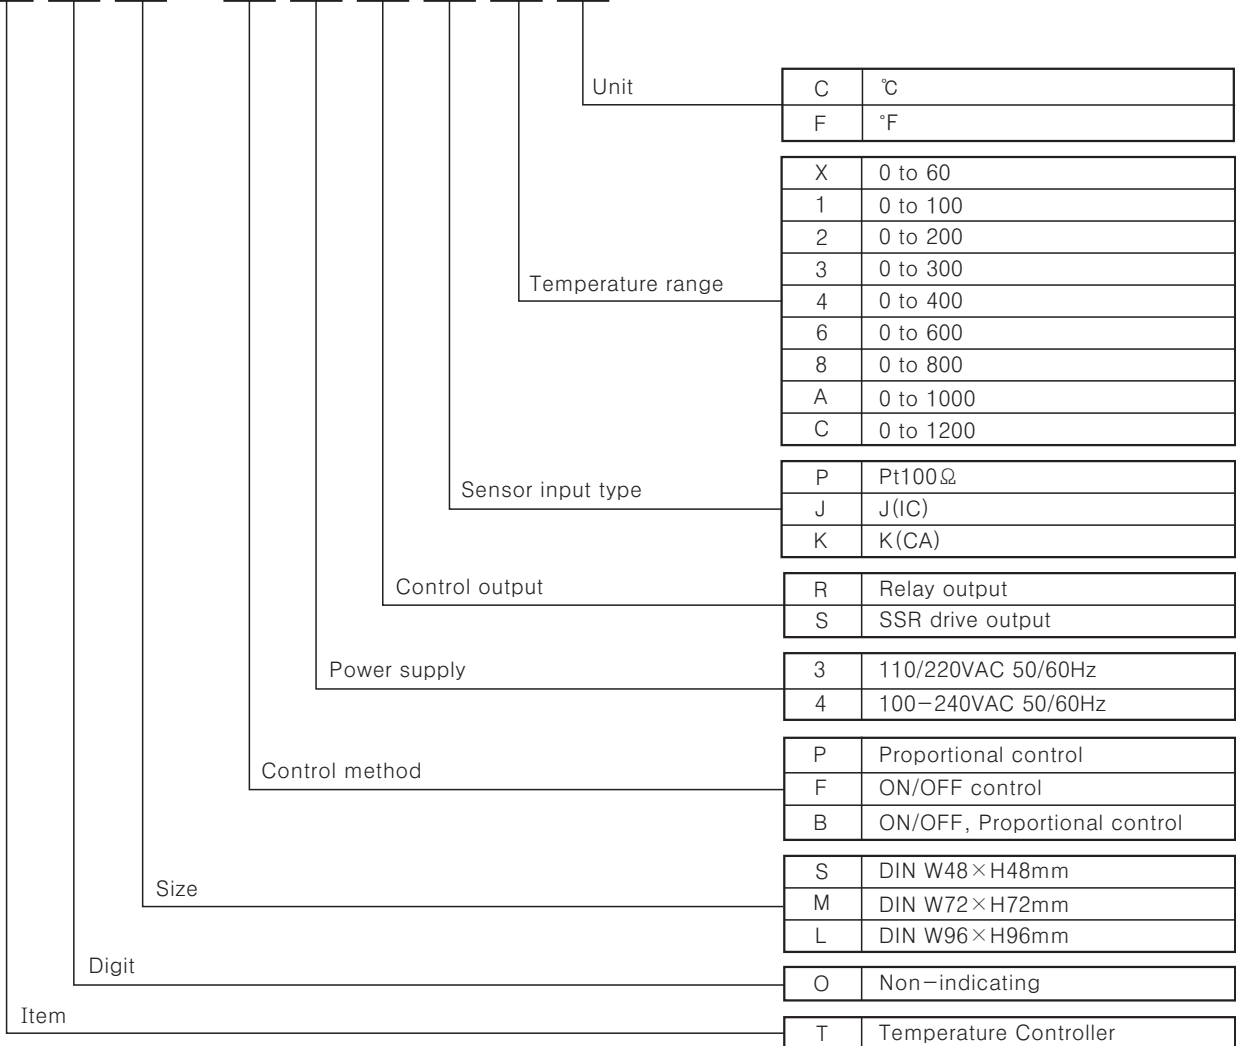 Unit
C ℃
F °F
X 0 to 60
1 0 to 100
2 0 to 200
3 0 to 300
Temperature range
4 0 to 400
6 0 to 600
8 0 to 800
A 0 to 1000
C 0 to 1200
P Pt100Ω
Sensor input type
J J(IC)
K K(CA)
Control output
R Relay output
S SSR drive output
Power supply
3 110/220VAC 50/60Hz
4 100-240VAC 50/60Hz
P Proportional control
Control method
F ON/OFF control
B ON/OFF, Proportional control
S DIN W48×H48mm
Size
M DIN W72×H72mm
L DIN W96×H96mm
Digit
O Non-indicating
Item
T Temperature Controller